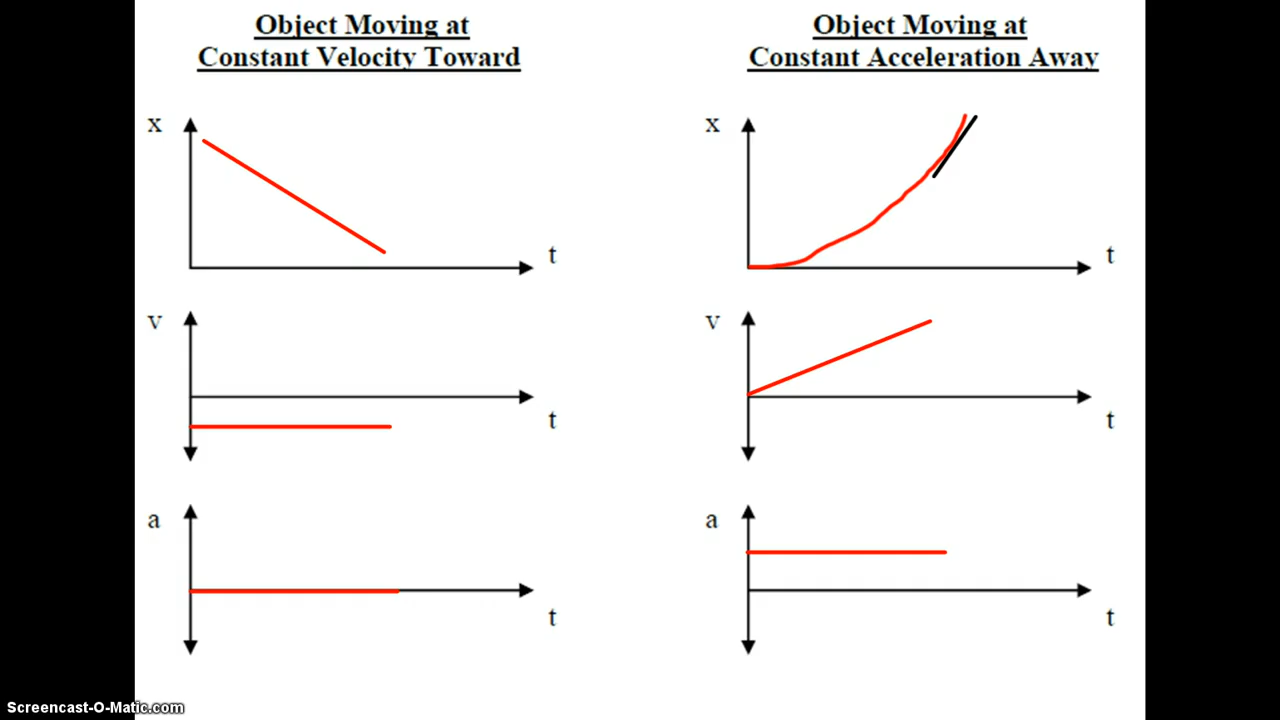 Object Moving at
Constant Velocity Toward
x
t
v
t
a
t
Object Moving at
Constant Acceleration Away
x
t
v
t
a
t
Screencast-O-Matic.com